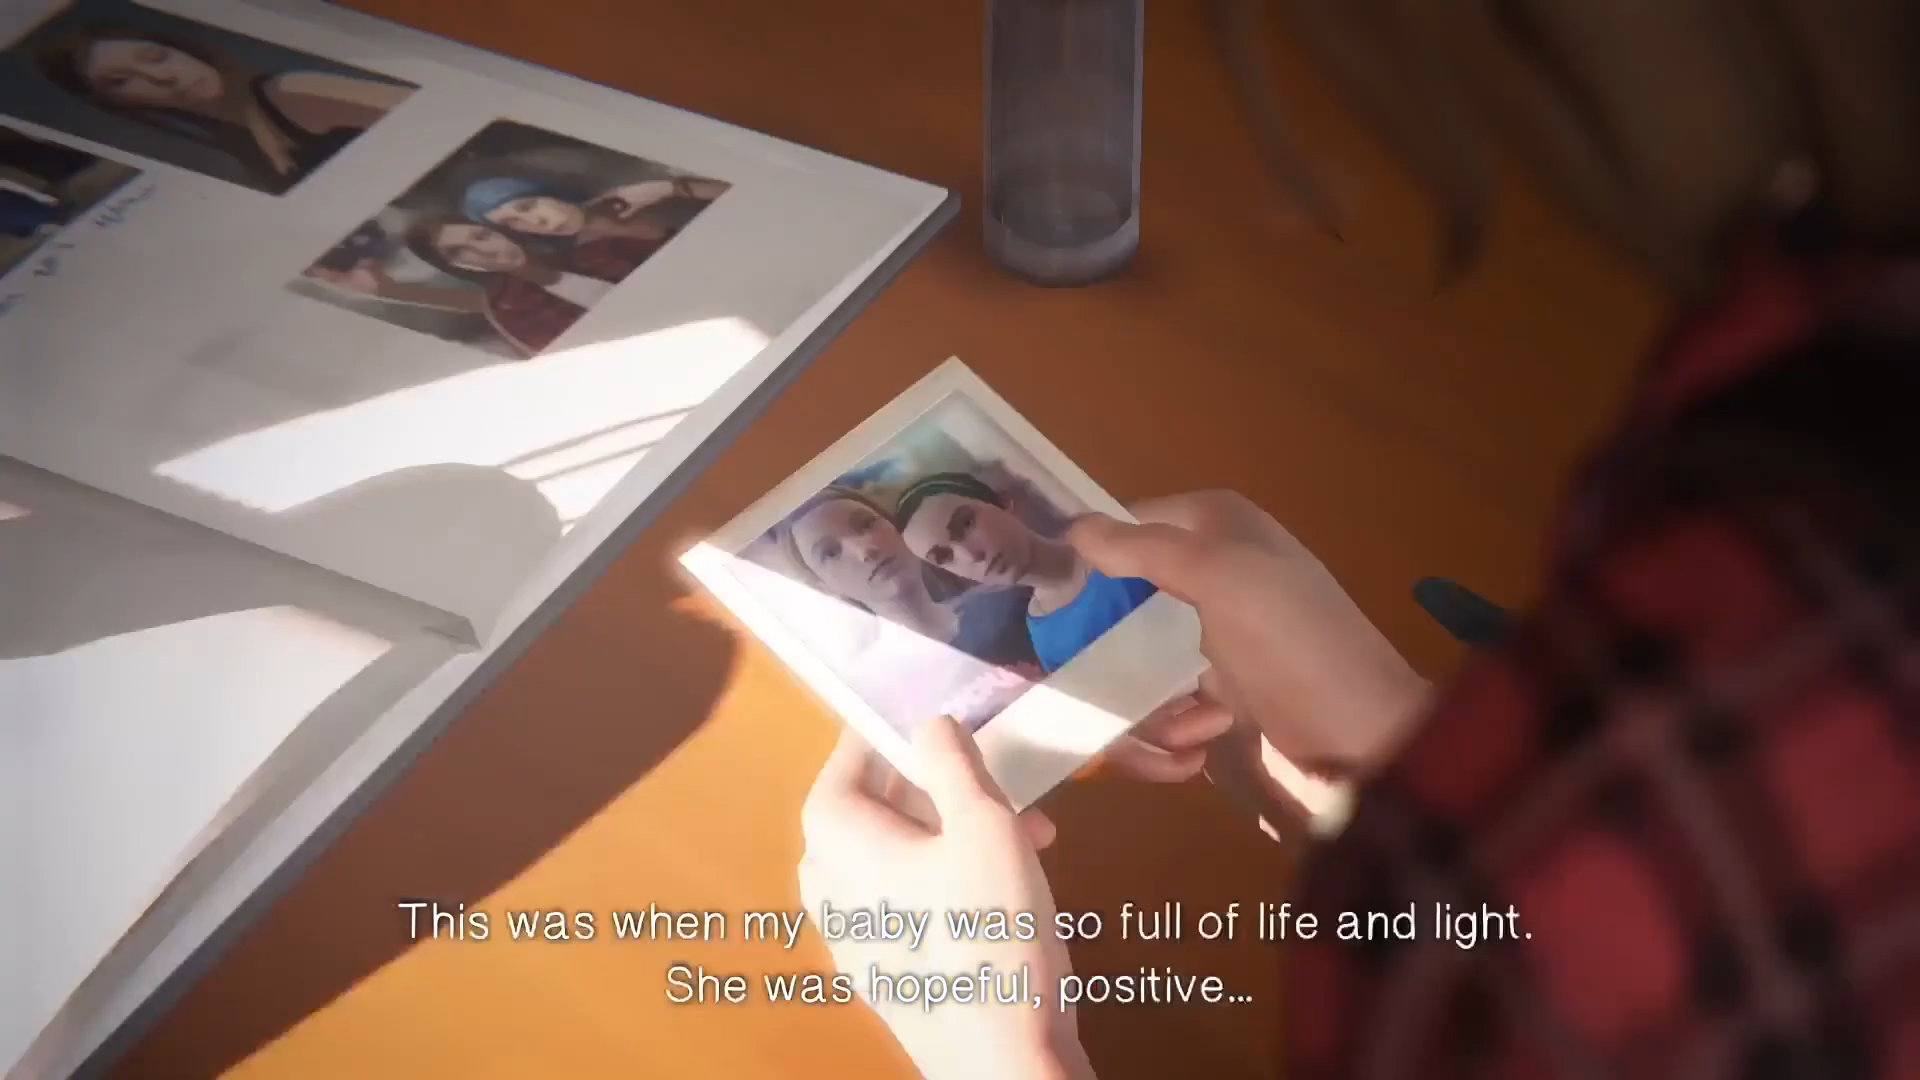 This was when my baby was so full of life and light.
She was hopeful, positive...